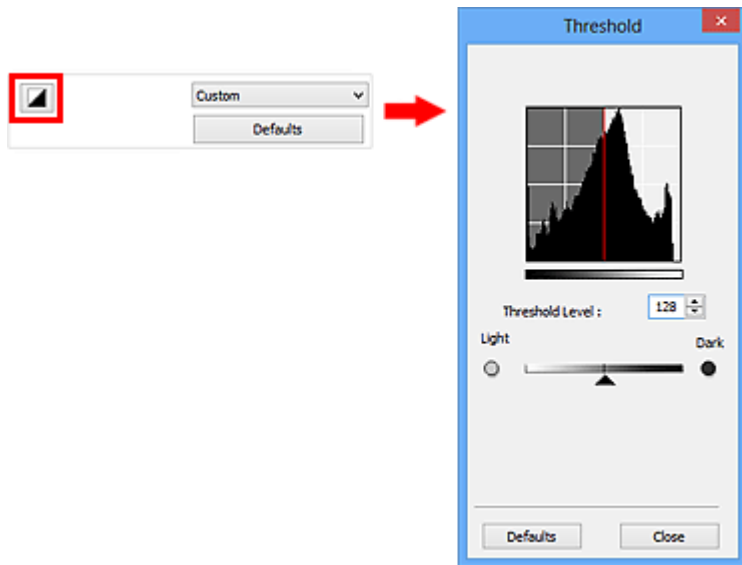 Custom
Defaults
Threshold
Threshold Level : 128
Light
Dark
Defaults Close